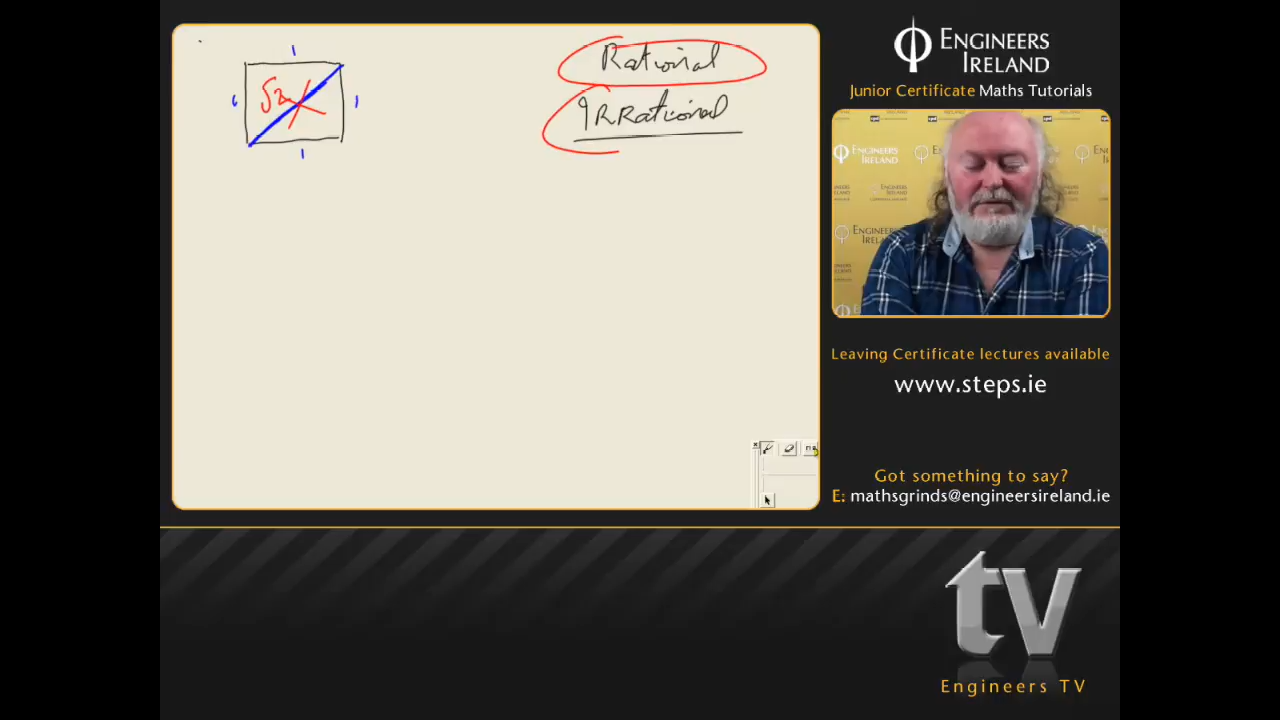 1
Rational
√2
1
1
IRRational
1
ENGINEERS
IRELAND
Junior Certificate Maths Tutorials
Leaving Certificate lectures available
www.steps.ie
Got something to say?
E: mathsgrinds@engineersireland.ie
tv
Engineers TV